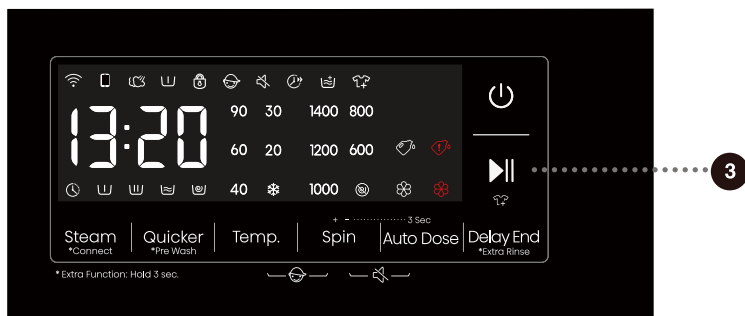 90 30 1400 800
13:20
60 20 1200 600
3
40 1000
+ - 3 Sec
Steam Quicker Temp. Spin Auto Dose Delay End
*Connect *Pre Wash *Extra Rinse
* Extra Function: Hold 3 sec.